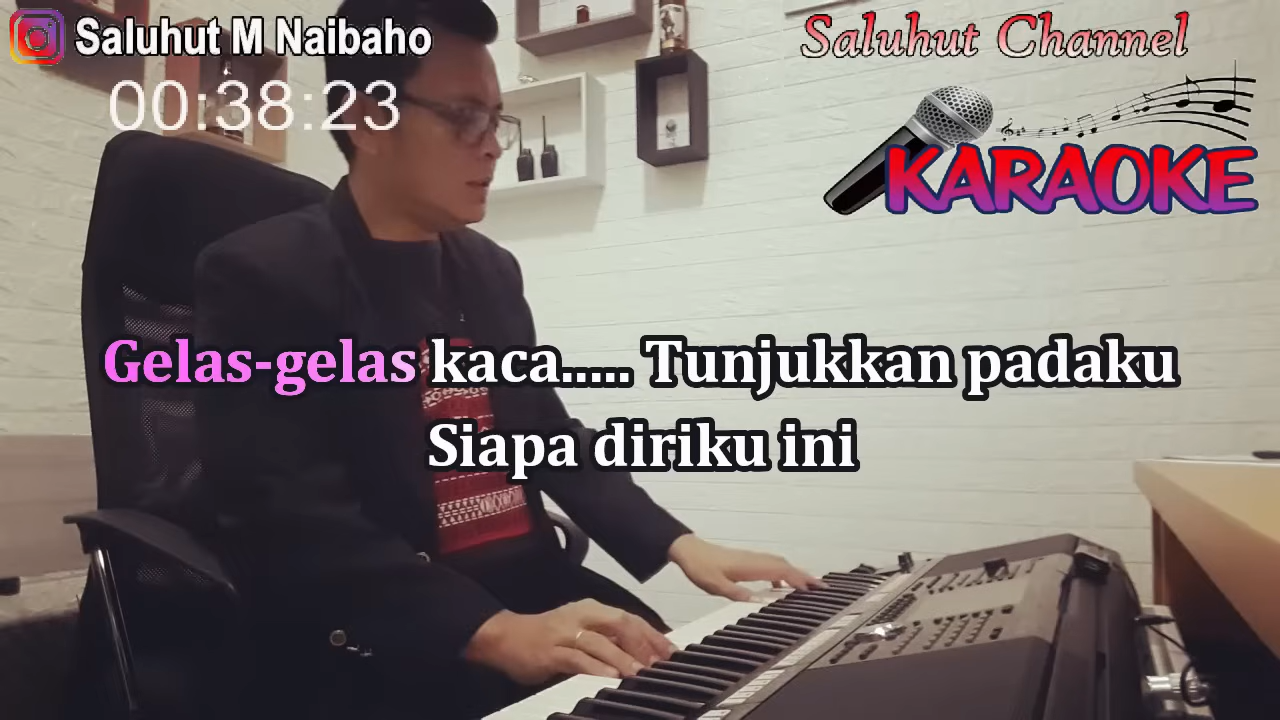 Saluhut M Naibaho
Saluhut Channel
00:38:23
KARAOKE
Gelas-gelas kaca..... Tunjukkan padaku
Siapa diriku ini